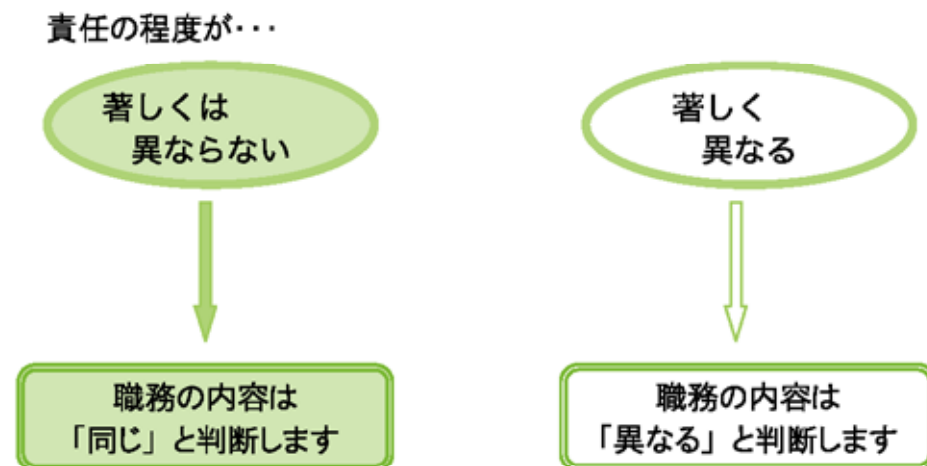 責任の程度が･･･
著しくは
異ならない
著しく
異なる
職務の内容は
「同じ」と判断します
職務の内容は
「異なる」と判断します